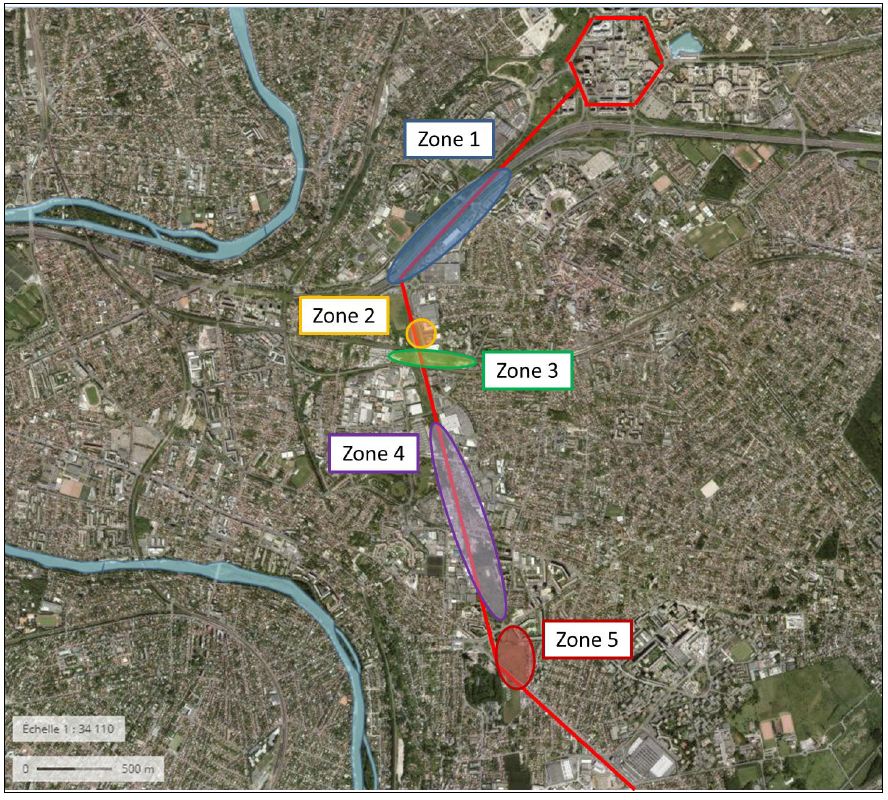 Zone 1
Zone 2
Zone 3
Zone 4
Zone 5
Échelle 1 : 34 110
0 500 m